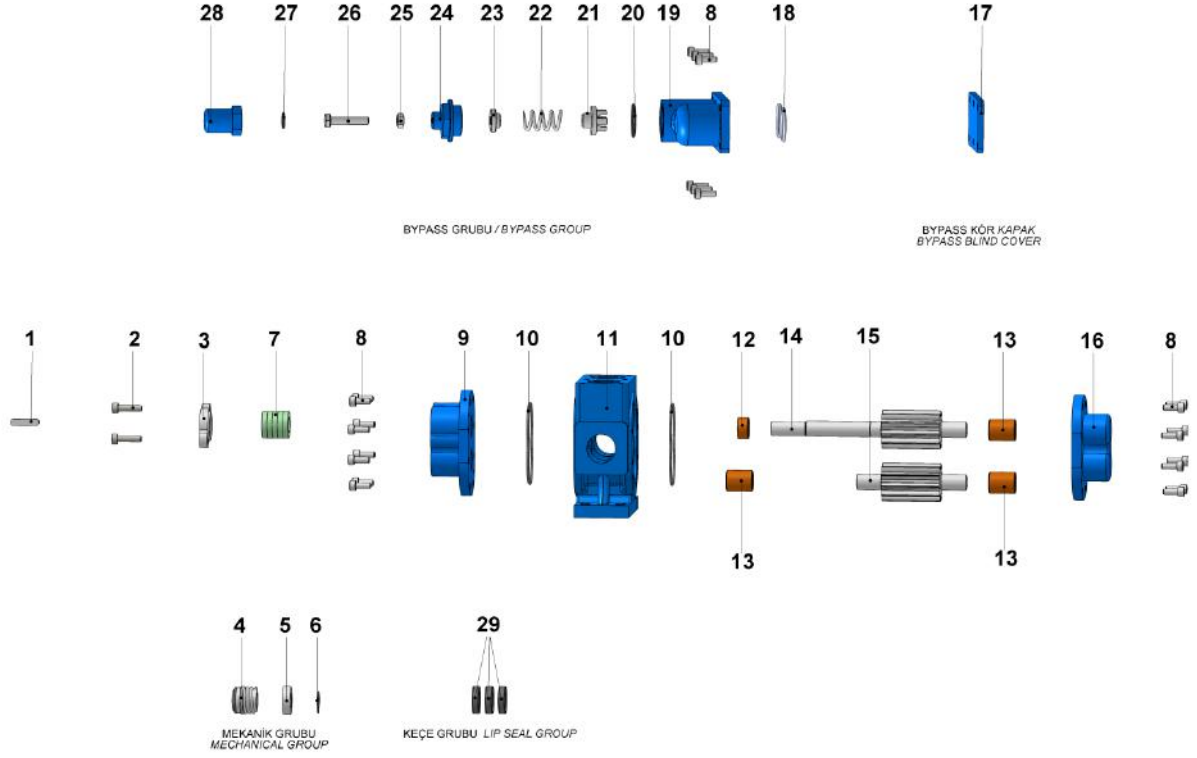 28 27 26 25 24 23 22 21 20 19 8 18 17
BYPASS GRUBU / BYPASS GROUP
BYPASS KÖR KAPAK
BYPASS BLIND COVER
1 2 3 7 8 9 10 11 10 12 14 15 13 16 8
13 13
4 5 6 29
MEKANİK GRUBU
MECHANICAL GROUP
KEÇE GRUBU LIP SEAL GROUP